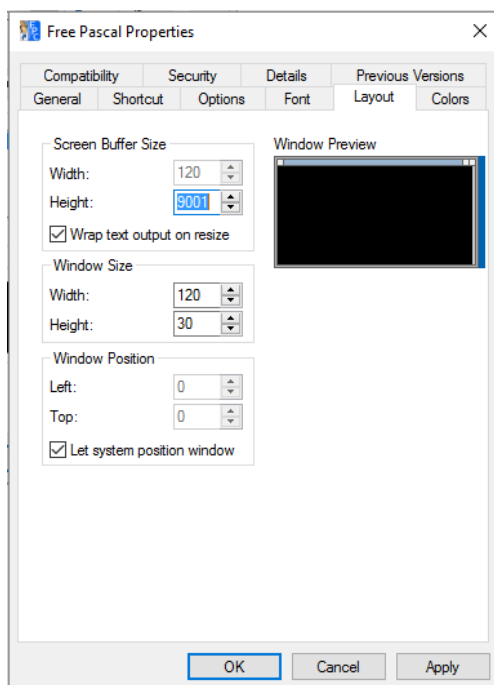 Free Pascal Properties
Compatibility Security Details Previous Versions
General Shortcut Options Font Layout Colors
Screen Buffer Size
Width: 120
Height: 9001
Wrap text output on resize
Window Size
Width: 120
Height: 30
Window Position
Left: 0
Top: 0
Let system position window
Window Preview
OK Cancel Apply